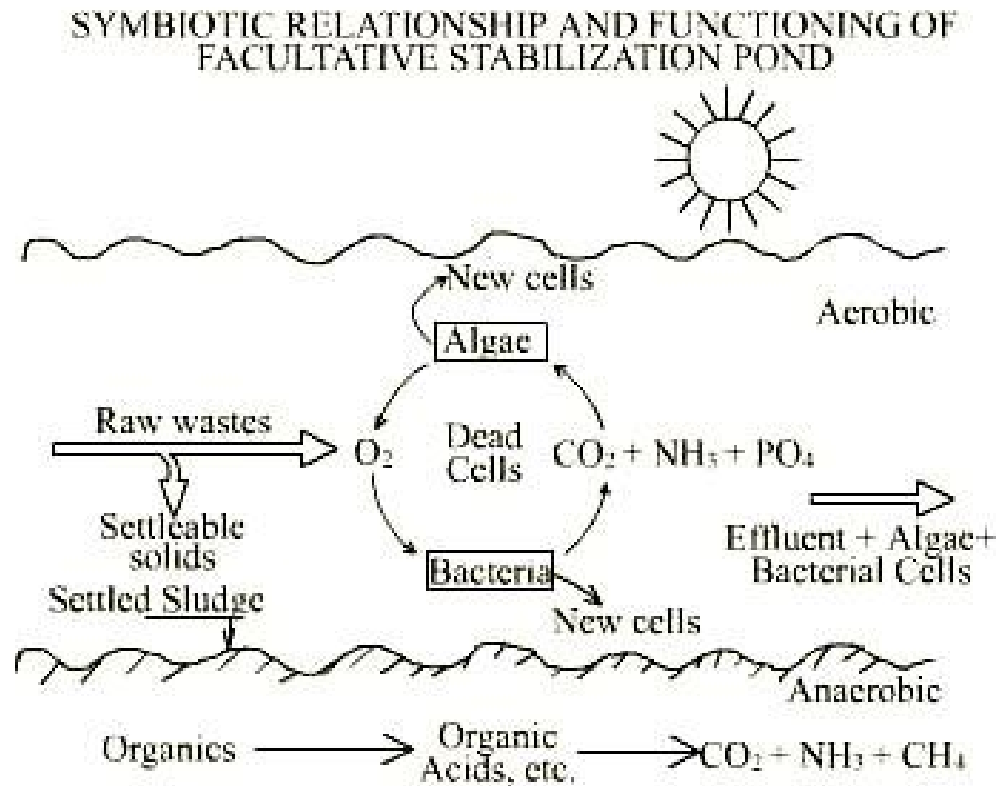 SYMBIOTIC RELATIONSHIP AND FUNCTIONING OF
FACULTATIVE STABILIZATION POND
New cells
Aerobic
Algae
Raw wastes
O₂
Dead
Cells
CO₂ + NH₃ + PO₄
Settleable
solids
Effluent + Algae+
Bacterial Cells
Bacteria
Settled Sludge
New cells
Anaerobic
Organics
Organic
Acids, etc.
CO₂ + NH₃ + CH₄